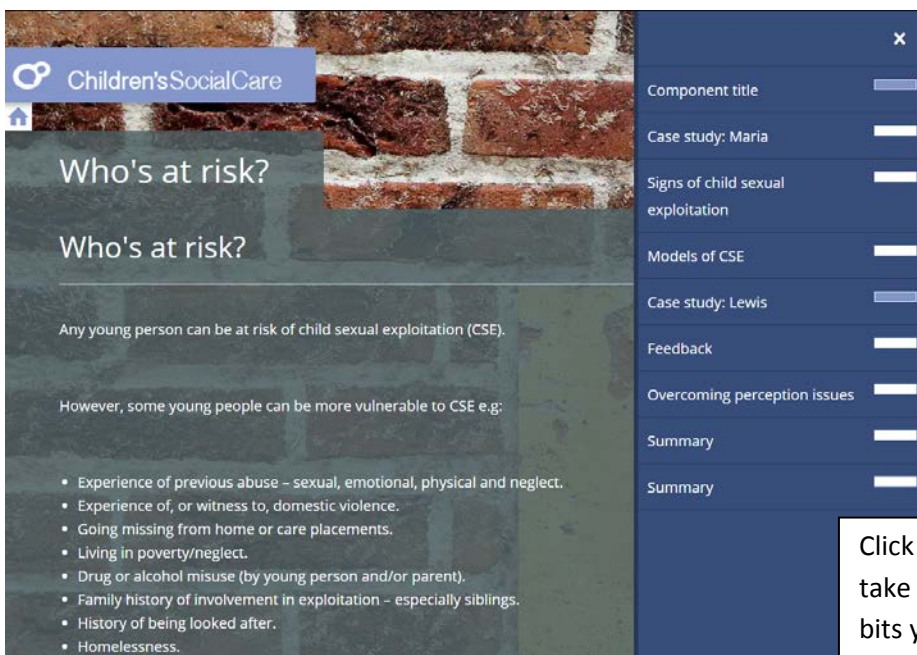 Children'sSocialCare
Who's at risk?
Who's at risk?
Any young person can be at risk of child sexual exploitation (CSE).
However, some young people can be more vulnerable to CSE e.g:
• Experience of previous abuse – sexual, emotional, physical and neglect.
• Experience of, or witness to, domestic violence.
• Going missing from home or care placements.
• Living in poverty/neglect.
• Drug or alcohol misuse (by young person and/or parent).
• Family history of involvement in exploitation – especially siblings.
• History of being looked after.
• Homelessness.
×
Component title
Case study: Maria
Signs of child sexual
exploitation
Models of CSE
Case study: Lewis
Feedback
Overcoming perception issues
Summary
Summary
Click
take
bits